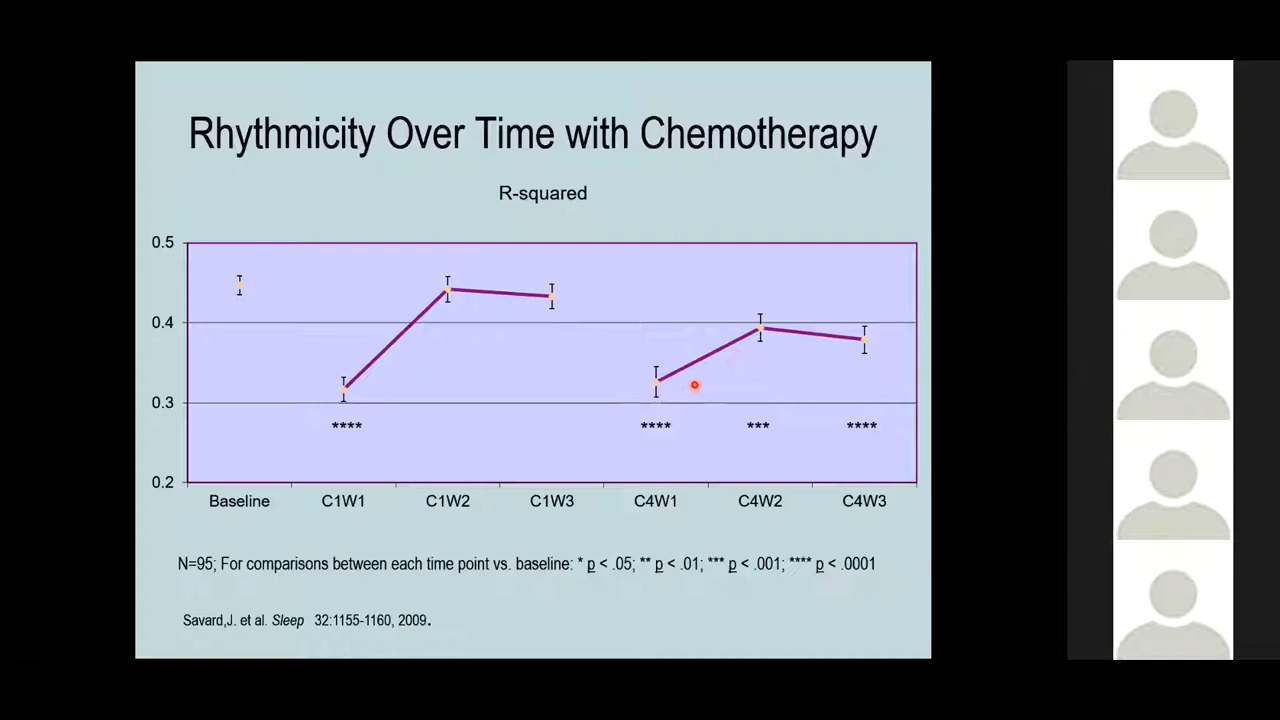 Rhythmicity Over Time with Chemotherapy
R-squared
0.5
0.4
0.3
0.2
**** **** *** ****
Baseline C1W1 C1W2 C1W3 C4W1 C4W2 C4W3
N=95; For comparisons between each time point vs. baseline: * p < .05; ** p < .01; *** p < .001; **** p < .0001
Savard,J. et al. Sleep 32:1155-1160, 2009.